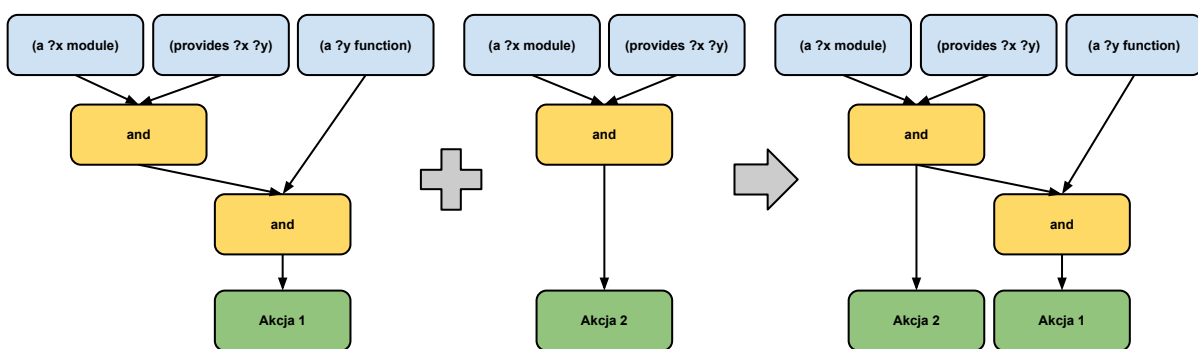 (a ?x module)
(provides ?x ?y)
(a ?y function)
and
and
Akcja 1
(a ?x module)
(provides ?x ?y)
and
Akcja 2
(a ?x module)
(provides ?x ?y)
(a ?y function)
and
and
Akcja 2
Akcja 1